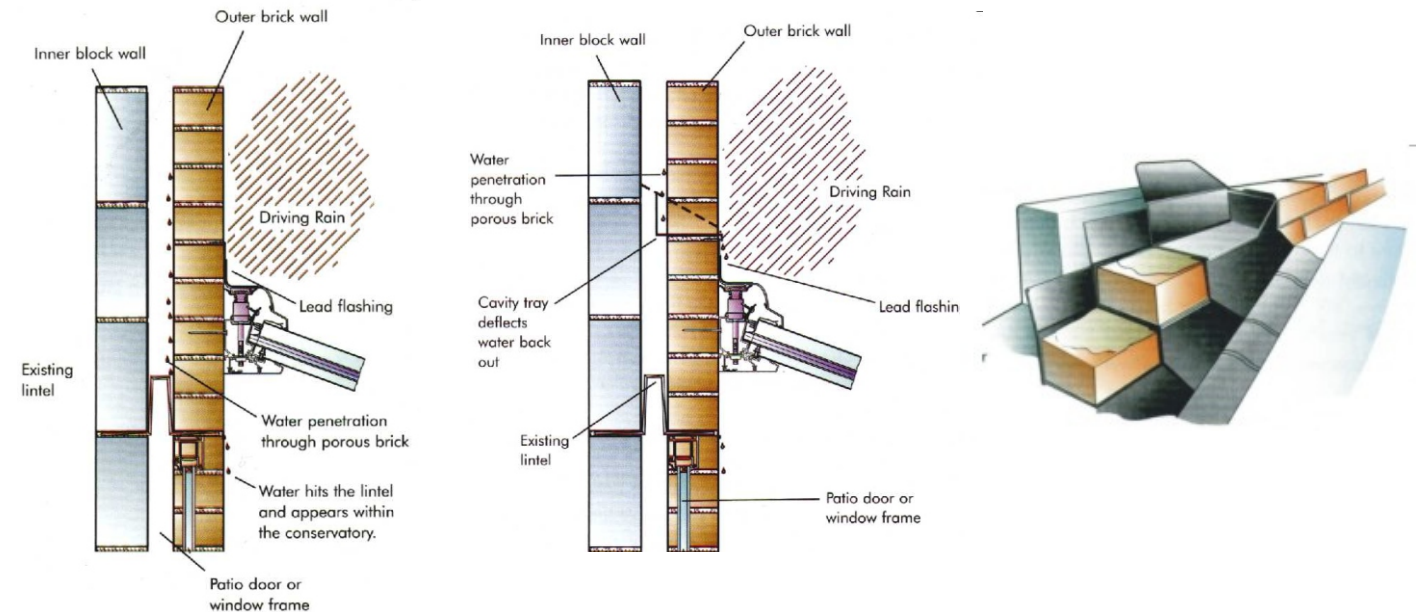 Outer brick wall
Inner block wall
Driving Rain
Lead flashing
Existing
lintel
Water penetration
through porous brick
Water hits the lintel
and appears within
the conservatory.
Patio door or
window frame
Outer brick wall
Inner block wall
Water
penetration
through
porous brick
Driving Rain
Cavity tray
deflects
water back
out
Lead flashin
Existing
lintel
Patio door or
window frame
r